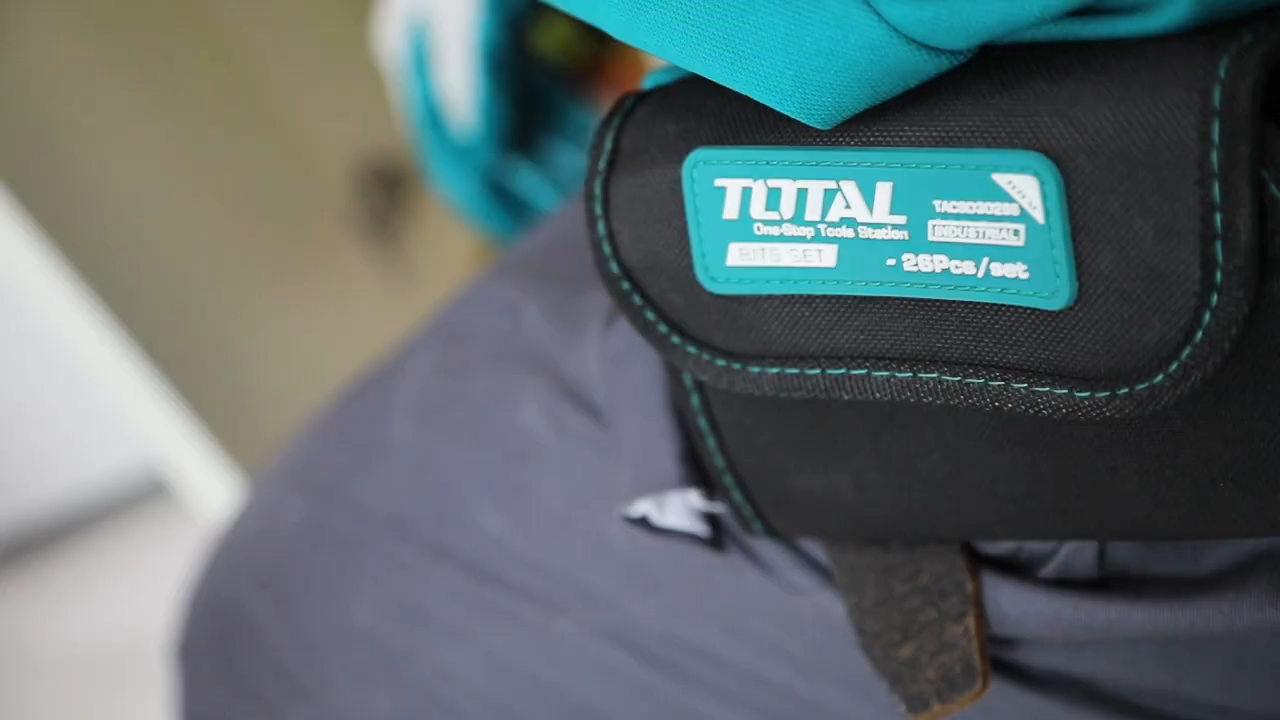 TOTAL
One-Stop Tools Station
BITS SET
INDUSTRIAL
- 26Pcs/set